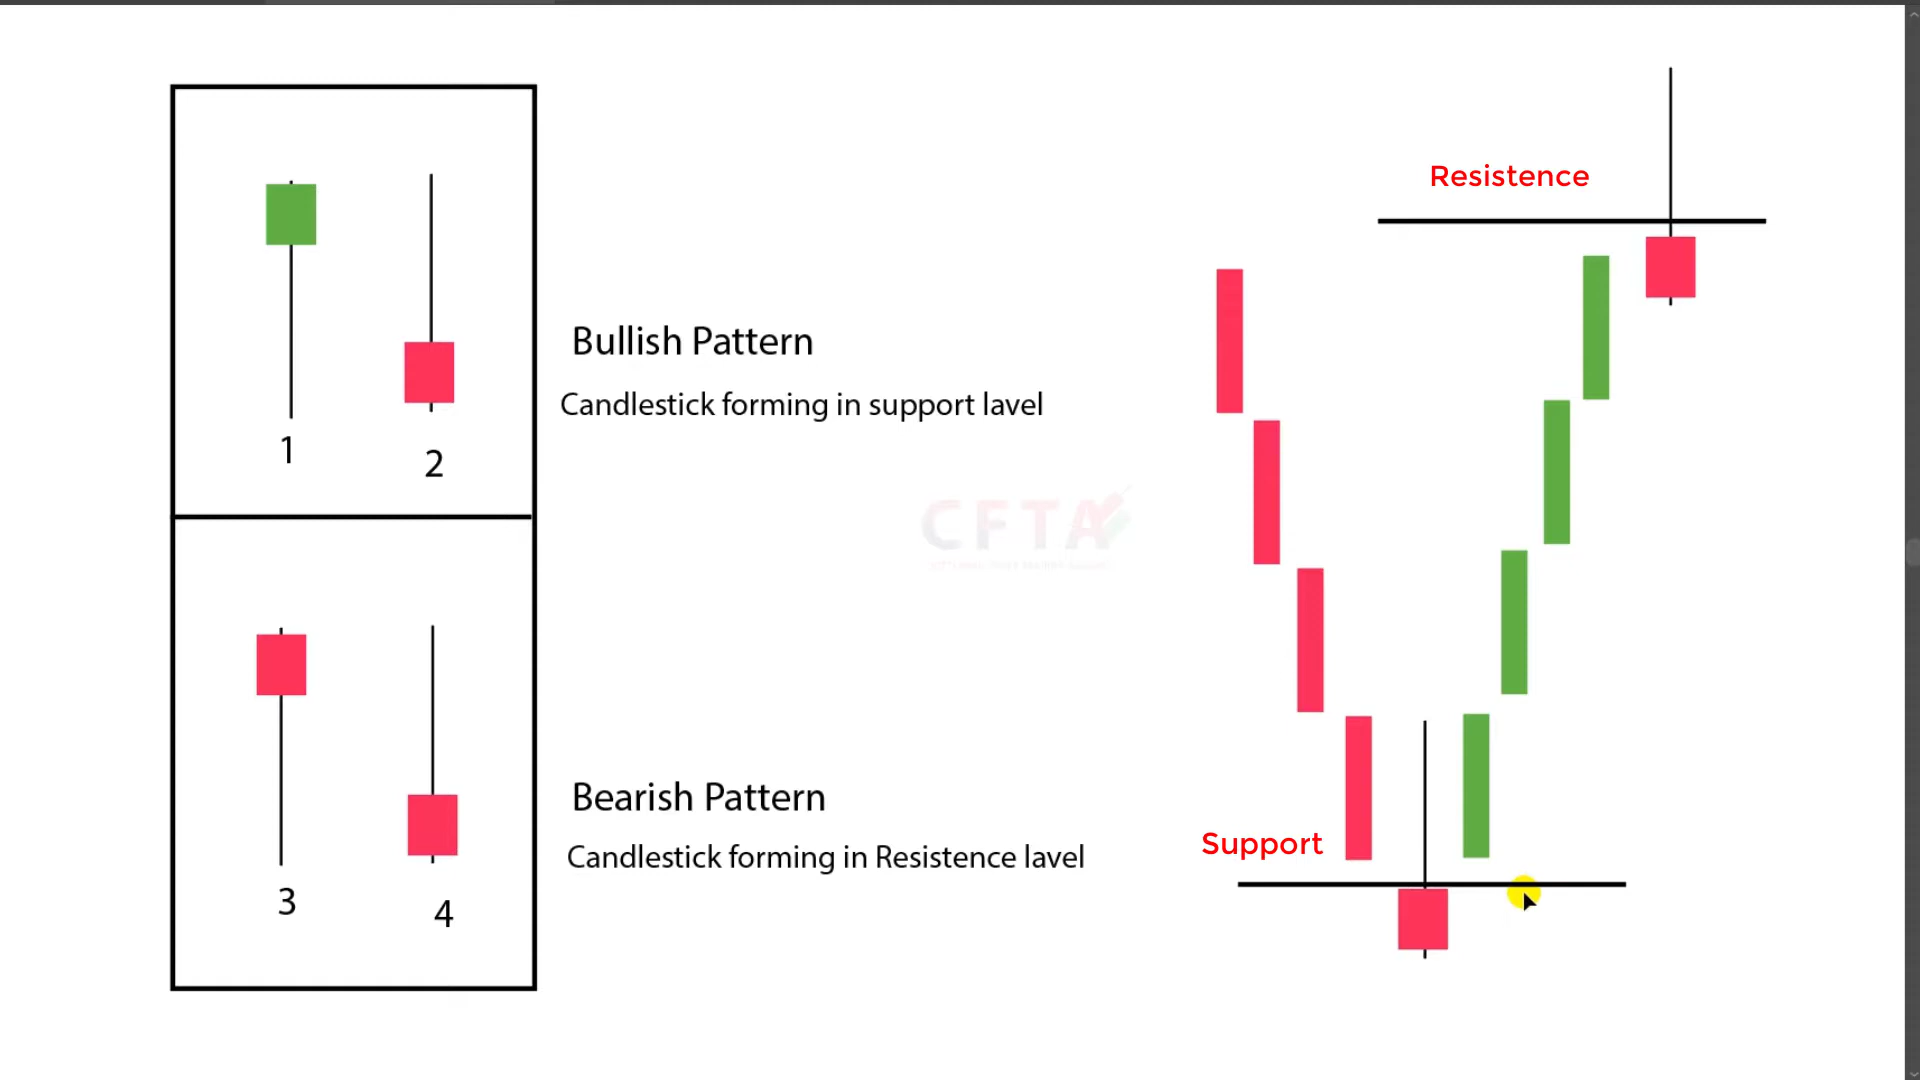 Resistence
1
2
Bullish Pattern
Candlestick forming in support lavel
CFTA
Bearish Pattern
Candlestick forming in Resistence lavel
Support
3
4